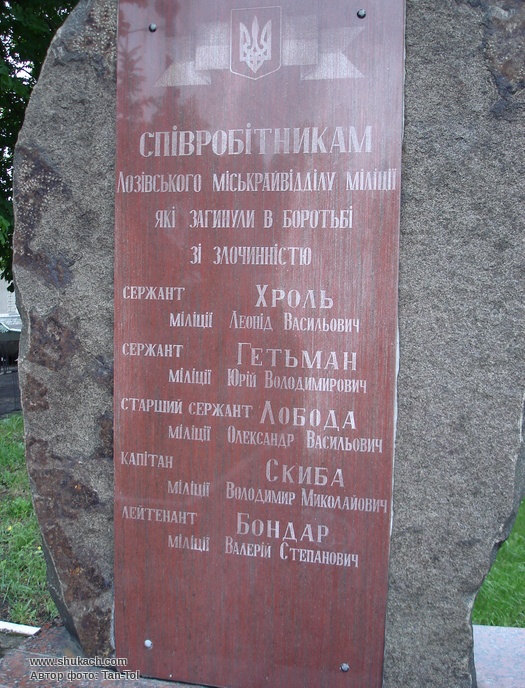 СПІВРОБІТНИКАМ
ЛОЗІВСЬКОГО МІСЬКРАЙВІДДІЛУ МІЛІЦІЇ
ЯКІ ЗАГИНУЛИ В БОРОТЬБІ
ЗІ ЗЛОЧИННІСТЮ
СЕРЖАНТ ХРОЛЬ
МІЛІЦІЇ ЛЕОНІД ВАСИЛЬОВИЧ
СЕРЖАНТ ГЕТЬМАН
МІЛІЦІЇ ЮРІЙ ВОЛОДИМИРОВИЧ
СТАРШИЙ СЕРЖАНТ ЛОБОДА
МІЛІЦІЇ ОЛЕКСАНДР ВАСИЛЬОВИЧ
КАПІТАН СКИБА
МІЛІЦІЇ ВОЛОДИМИР МИКОЛАЙОВИЧ
ЛЕЙТЕНАНТ БОНДАР
МІЛІЦІЇ ВАЛЕРІЙ СТЕПАНОВИЧ
www.shukach.com
Автор фото: Tan-Tol